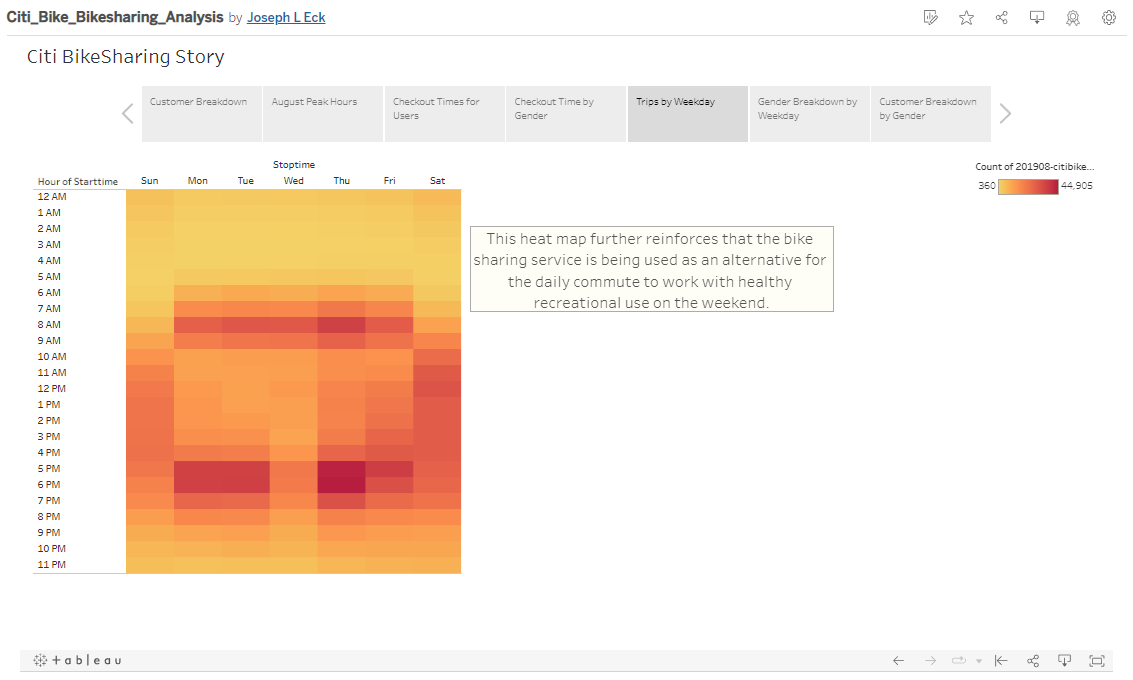 Citi_Bike_Bikesharing_Analysis by Joseph L Eck
Citi BikeSharing Story
Customer Breakdown
August Peak Hours
Checkout Times for
Users
Checkout Time by
Gender
Trips by Weekday
Gender Breakdown by
Weekday
Customer Breakdown
by Gender
Stoptime
Hour of Starttime Sun Mon Tue Wed Thu Fri Sat
12 AM
1 AM
2 AM
3 AM
4 AM
5 AM
6 AM
7 AM
8 AM
9 AM
10 AM
11 AM
12 PM
1 PM
2 PM
3 PM
4 PM
5 PM
6 PM
7 PM
8 PM
9 PM
10 PM
11 PM
This heat map further reinforces that the bike
sharing service is being used as an alternative for
the daily commute to work with healthy
recreational use on the weekend.
Count of 201908-citibike...
360 44,905
+ a b | e a u